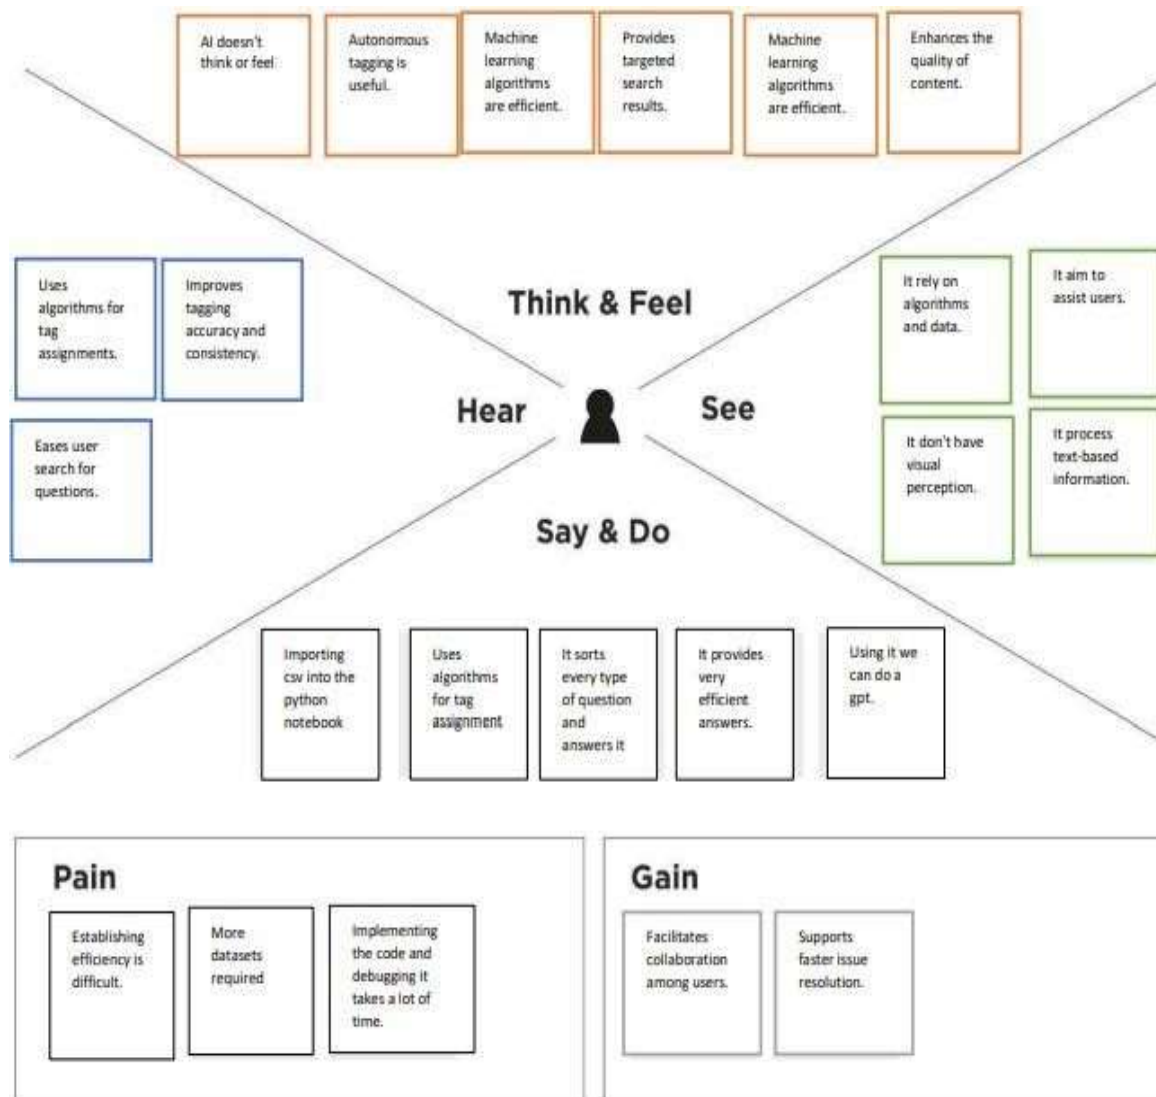 AI doesn't
think or feel
Autonomous
tagging is
useful.
Machine
learning
algorithms
are efficient.
Provides
targeted
search
results.
Machine
learning
algorithms
are efficient.
Enhances the
quality of
content.
Uses
algorithms for
tag
assignments.
Improves
tagging
accuracy and
consistency.
Eases user
search for
questions.
Think & Feel
Hear
See
Say & Do
It rely on
algorithms
and data.
It aim to
assist users.
It don't have
visual
perception.
It process
text-based
information.
Importing
csv into the
python
notebook
Uses
algorithms
for tag
assignment
It sorts
every type
of question
and
answers it
It provides
very
efficient
answers.
Using it we
can do a
gpt.
Pain
Establishing
efficiency is
difficult.
More
datasets
required
Implementing
the code and
debugging it
takes a lot of
time.
Gain
Facilitates
collaboration
among users.
Supports
faster issue
resolution.